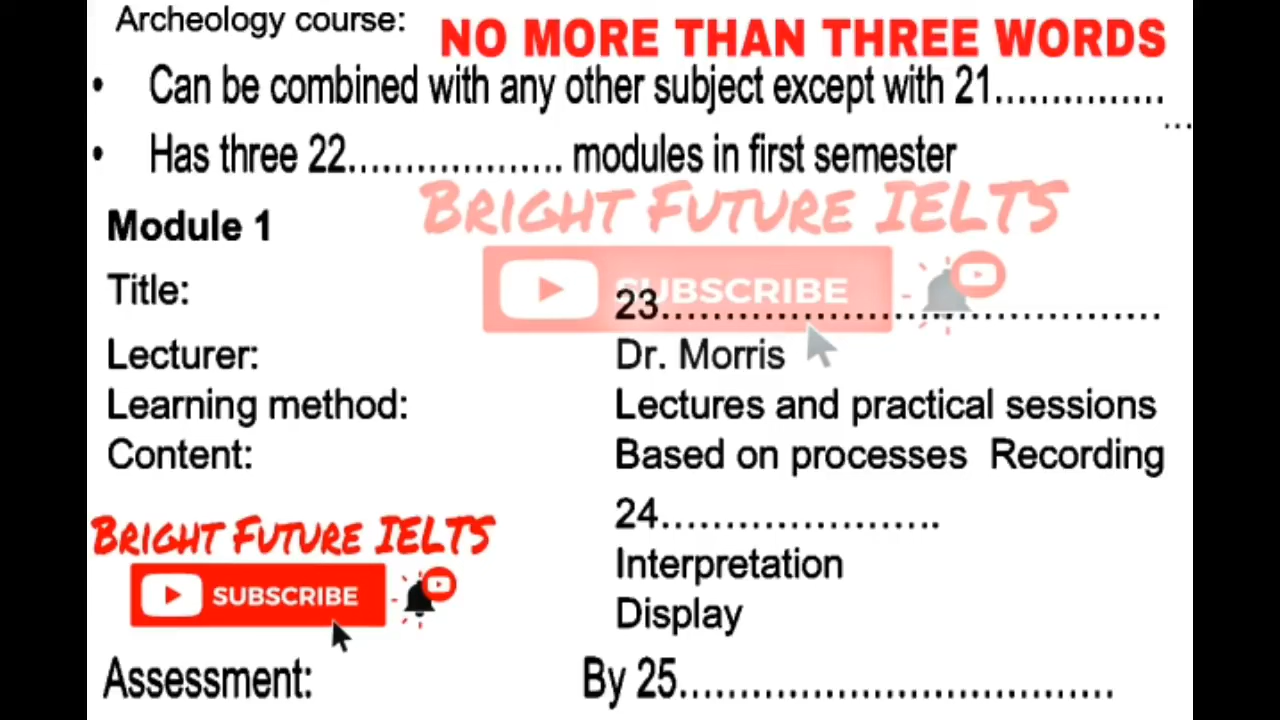 Archeology course:
NO MORE THAN THREE WORDS
• Can be combined with any other subject except with 21...............
...
• Has three 22................... modules in first semester
BRIGHT FUTURE IELTS
Module 1
SUBSCRIBE
Title: 23.......................................
Lecturer: Dr. Morris
Learning method: Lectures and practical sessions
Content: Based on processes Recording
24......................
BRIGHT FUTURE IELTS
Interpretation
SUBSCRIBE
Display
Assessment: By 25...................................